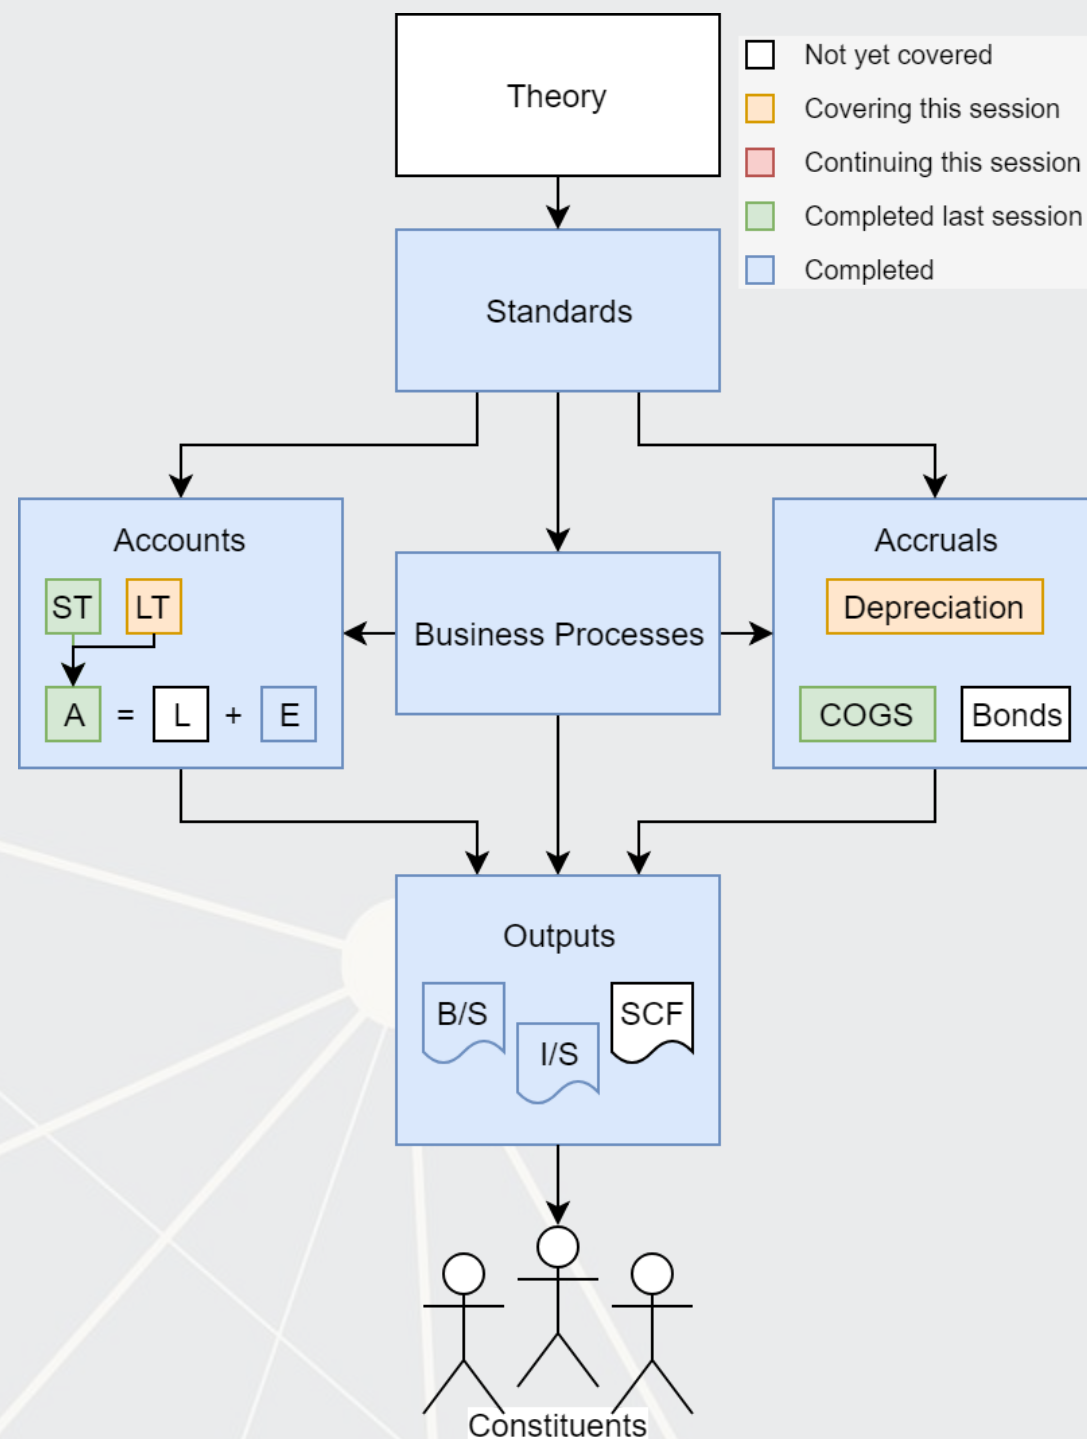 Theory
Not yet covered
Covering this session
Continuing this session
Completed last session
Completed
Standards
Accounts
ST LT
A = L + E
Business Processes
Accruals
Depreciation
COGS Bonds
Outputs
B/S
I/S
SCF
Constituents